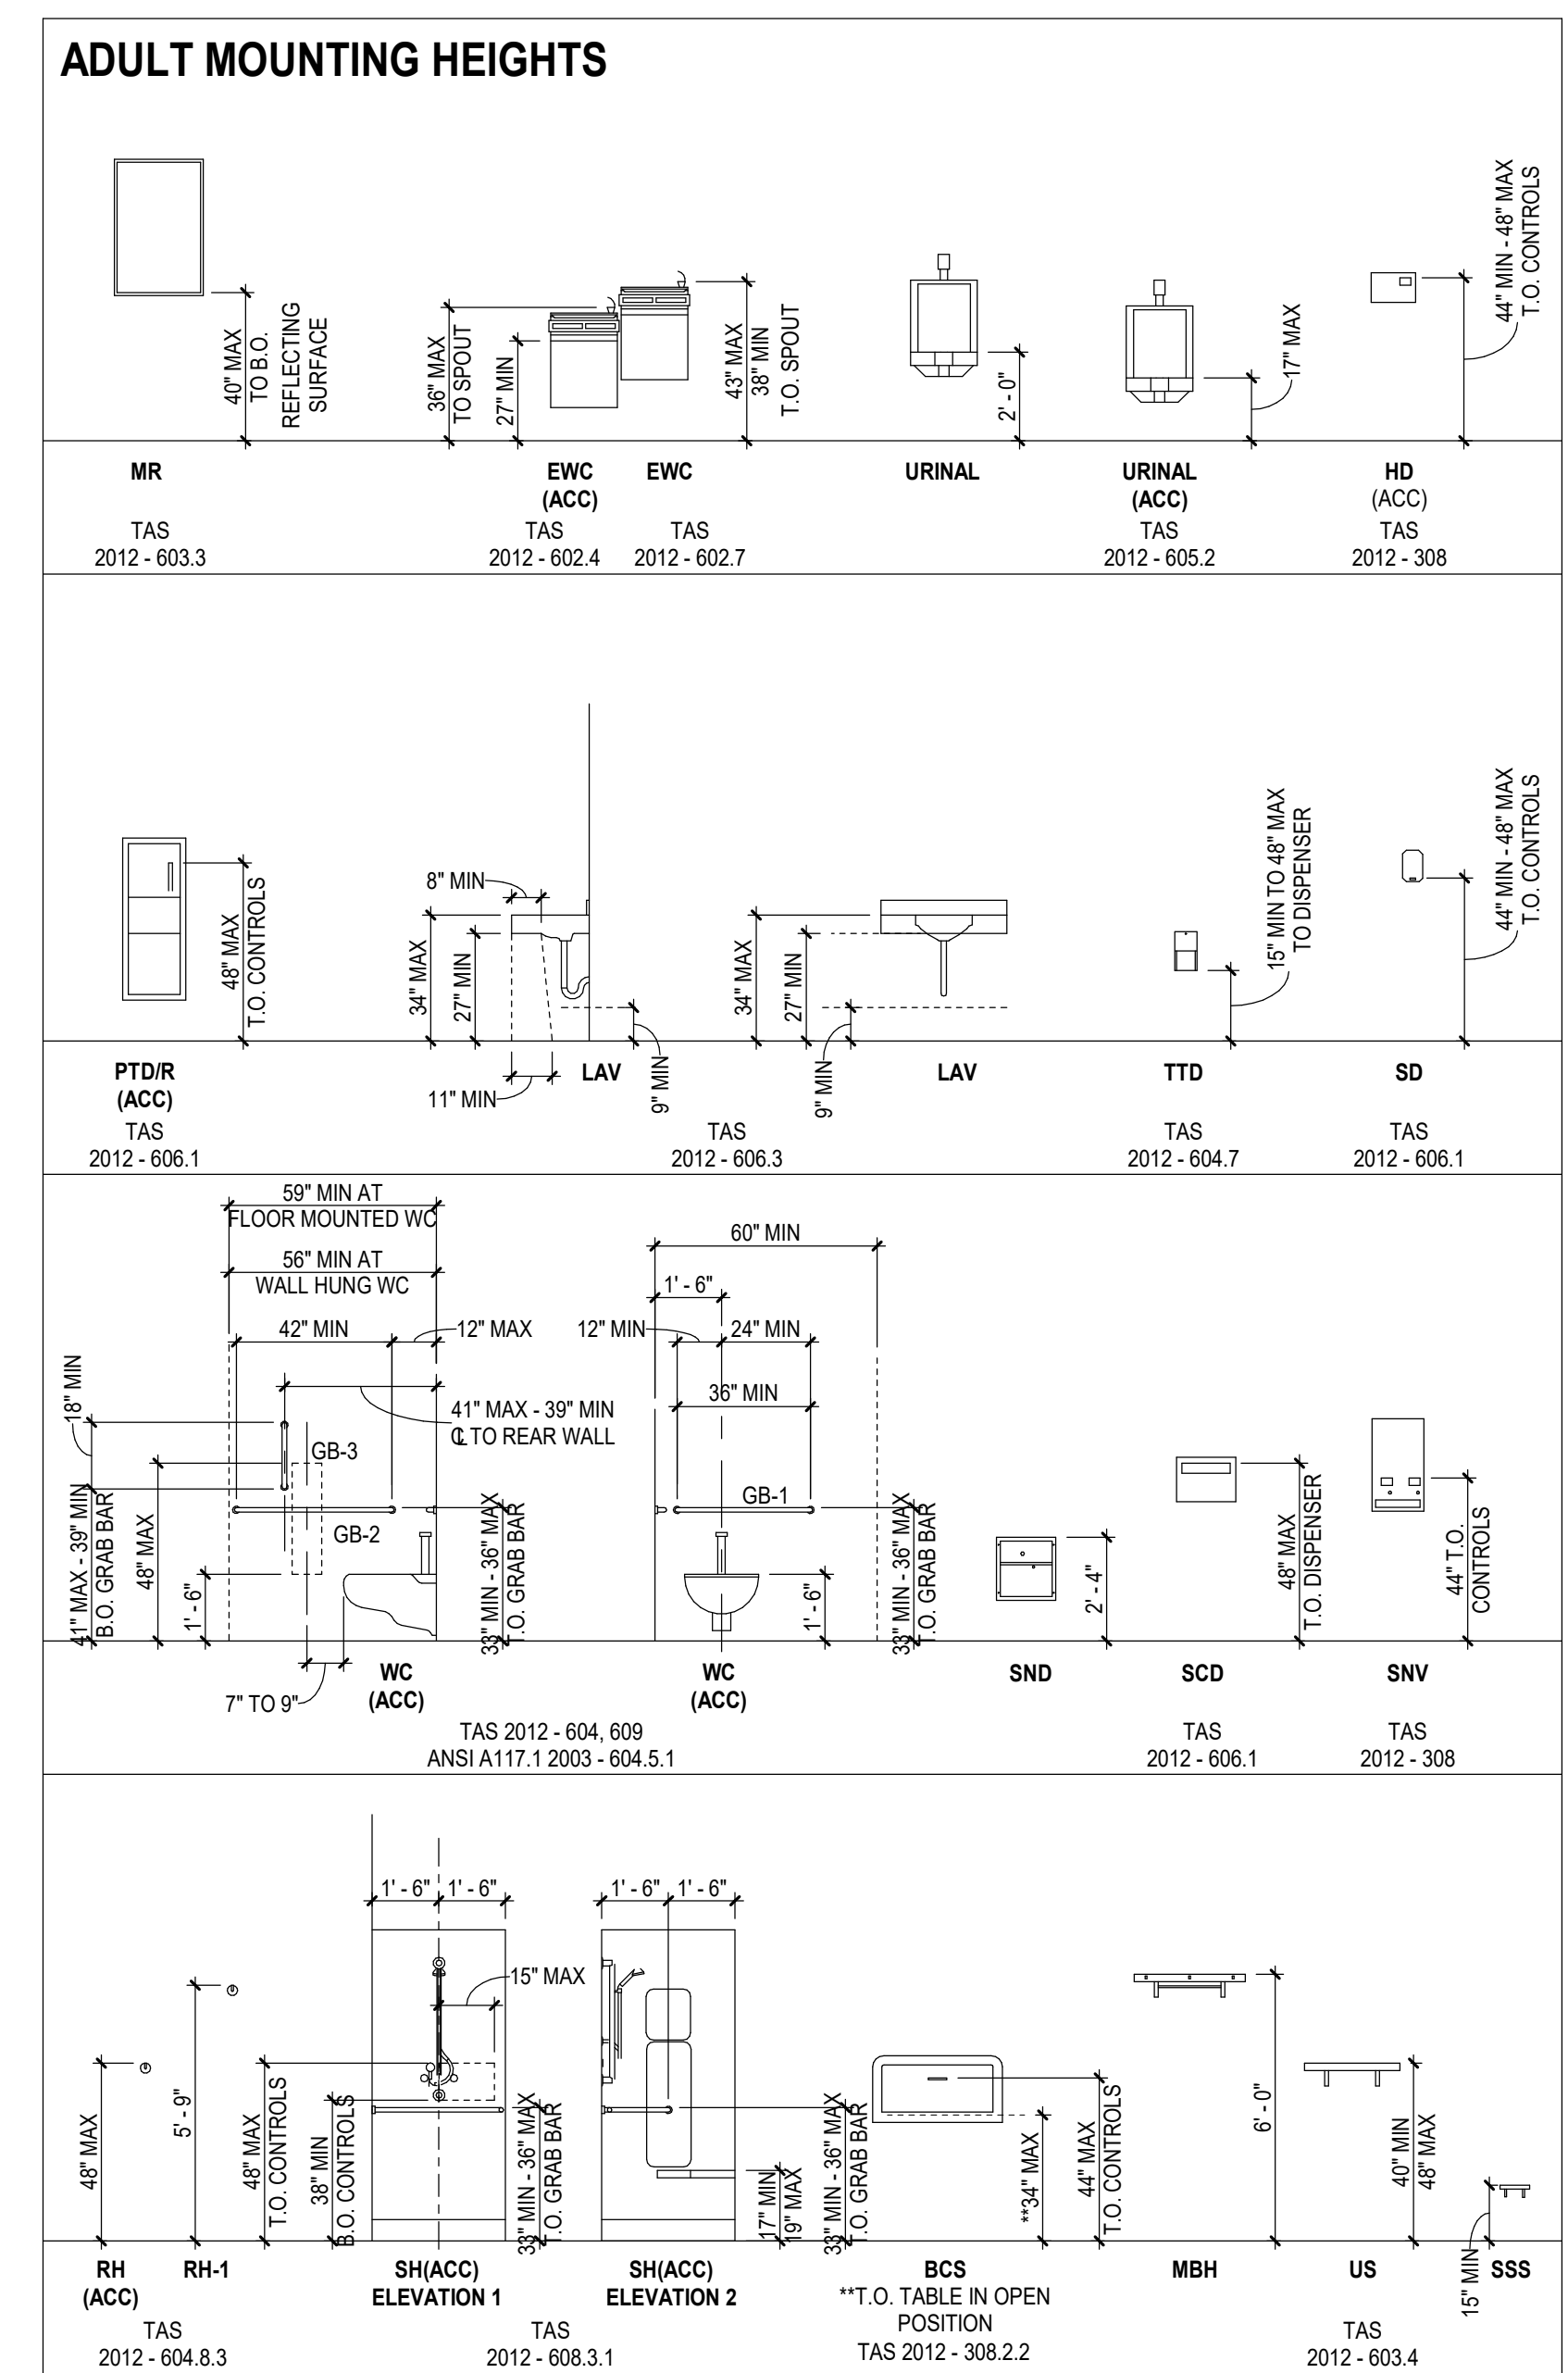 ADULT MOUNTING HEIGHTS
40" MAX
TO B.O.
REFLECTING
SURFACE
36" MAX
TO SPOUT
27" MIN
43" MAX
38" MIN
T.O. SPOUT
2' - 0"
17" MAX
44" MIN - 48" MAX
T.O. CONTROLS
MR
EWC
(ACC)
EWC
URINAL
URINAL
(ACC)
HD
(ACC)
TAS
2012 - 603.3
TAS
2012 - 602.4
TAS
2012 - 602.7
TAS
2012 - 605.2
TAS
2012 - 308
48" MAX
T.O. CONTROLS
8" MIN
34" MAX
27" MIN
11" MIN
9" MIN
34" MAX
27" MIN
9" MIN
15" MIN TO 48" MAX
TO DISPENSER
44" MIN - 48" MAX
T.O. CONTROLS
PTD/R
(ACC)
LAV
LAV
TTD
SD
TAS
2012 - 606.1
TAS
2012 - 606.3
TAS
2012 - 604.7
TAS
2012 - 606.1
59" MIN AT
FLOOR MOUNTED WC
56" MIN AT
WALL HUNG WC
42" MIN
12" MAX
18" MIN
41" MAX - 39" MIN
℄ TO REAR WALL
GB-3
GB-2
41" MAX - 39" MIN
B.O. GRAB BAR
48" MAX
1' - 6"
7" TO 9"
33" MIN - 36" MAX
T.O. GRAB BAR
60" MIN
1' - 6"
12" MIN
24" MIN
36" MIN
GB-1
1' - 6"
33" MIN - 36" MAX
T.O. GRAB BAR
2' - 4"
48" MAX
T.O. DISPENSER
44" T.O.
CONTROLS
WC
(ACC)
WC
(ACC)
SND
SCD
SNV
TAS 2012 - 604, 609
ANSI A117.1 2003 - 604.5.1
TAS
2012 - 606.1
TAS
2012 - 308
48" MAX
5' - 9"
48" MAX
T.O. CONTROLS
38" MIN
B.O. CONTROLS
1' - 6"
1' - 6"
15" MAX
33" MIN - 36" MAX
T.O. GRAB BAR
1' - 6"
1' - 6"
17" MIN
19" MAX
33" MIN - 36" MAX
T.O. GRAB BAR
**34" MAX
44" MAX
T.O. CONTROLS
6' - 0"
40" MIN
48" MAX
15" MIN
RH
(ACC)
RH-1
SH(ACC)
ELEVATION 1
SH(ACC)
ELEVATION 2
BCS
**T.O. TABLE IN OPEN
POSITION
TAS 2012 - 308.2.2
MBH
US
SSS
TAS
2012 - 604.8.3
TAS
2012 - 608.3.1
TAS
2012 - 603.4